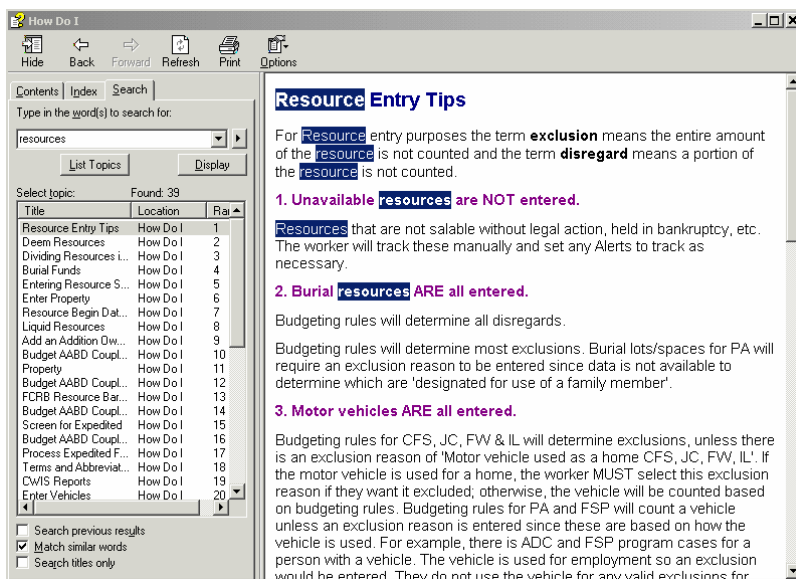 How Do I
Hide Back Forward Refresh Print Options
Contents Index Search
Type in the word(s) to search for:
resources
List Topics Display
Select topic: Found: 39
Title Location Ra
Resource Entry Tips How Do I 1
Deem Resources How Do I 2
Dividing Resources i... How Do I 3
Burial Funds How Do I 4
Entering Resource S... How Do I 5
Enter Property How Do I 6
Resource Begin Dat... How Do I 7
Liquid Resources How Do I 8
Add an Addition Ow... How Do I 9
Budget AABD Coupl... How Do I 10
Property How Do I 11
Budget AABD Coupl... How Do I 12
FCRB Resource Bar... How Do I 13
Budget AABD Coupl... How Do I 14
Screen for Expedited How Do I 15
Budget AABD Coupl... How Do I 16
Process Expedited F... How Do I 17
Terms and Abbreviat... How Do I 18
CWIS Reports How Do I 19
Enter Vehicles How Do I 20
Search previous results
Match similar words
Search titles only
Resource Entry Tips
For Resource entry purposes the term exclusion means the entire amount
of the resource is not counted and the term disregard means a portion of
the resource is not counted.
1. Unavailable resources are NOT entered.
Resources that are not salable without legal action, held in bankruptcy, etc.
The worker will track these manually and set any Alerts to track as
necessary.
2. Burial resources ARE all entered.
Budgeting rules will determine all disregards.
Budgeting rules will determine most exclusions. Burial lots/spaces for PA will
require an exclusion reason to be entered since data is not available to
determine which are 'designated for use of a family member'.
3. Motor vehicles ARE all entered.
Budgeting rules for CFS, JC, FW & IL will determine exclusions, unless there
is an exclusion reason of 'Motor vehicle used as a home CFS, JC, FW, IL'. If
the motor vehicle is used for a home, the worker MUST select this exclusion
reason if they want it excluded; otherwise, the vehicle will be counted based
on budgeting rules. Budgeting rules for PA and FSP will count a vehicle
unless an exclusion reason is entered since these are based on how the
vehicle is used. For example, there is ADC and FSP program cases for a
person with a vehicle. The vehicle is used for employment so an exclusion
would be entered. They do not use the vehicle for any valid exclusions for